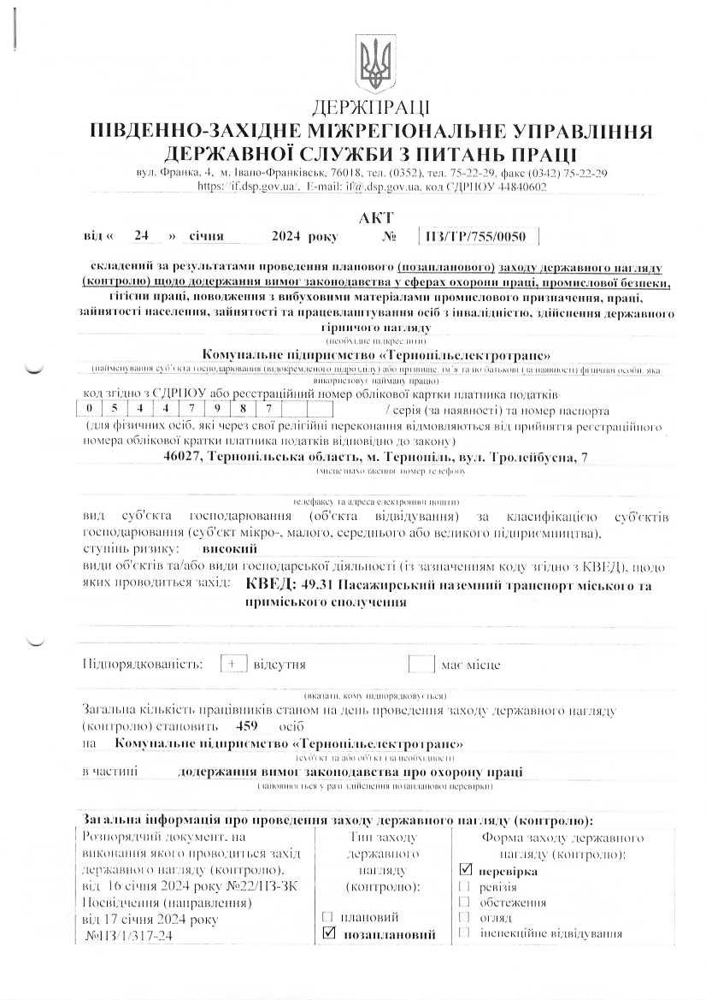 ДЕРЖПРАЦІ
ПІВДЕННО-ЗАХІДНЕ МІЖРЕГІОНАЛЬНЕ УПРАВЛІННЯ
ДЕРЖАВНОЇ СЛУЖБИ З ПИТАНЬ ПРАЦІ
вул. Франка, 4, м. Івано-Франківськ, 76018, тел. (0352), тел. 75-22-29, факс (0342) 75-22-29
https://if.dsp.gov.ua/, E-mail: if@.dsp.gov.ua, код ЄДРПОУ 44840602
АКТ
від « 24 » січня 2024 року № ПЗ/ТР/755/0050
складений за результатами проведення планового (позапланового) заходу державного нагляду
(контролю) щодо додержання вимог законодавства у сферах охорони праці, промислової безпеки,
гігієни праці, поводження з вибуховими матеріалами промислового призначення, праці,
зайнятості населення, зайнятості та працевлаштування осіб з інвалідністю, здійснення державного
гірничого нагляду
(необхідне підкреслити)
Комунальне підприємство «Тернопільелектротранс»
(найменування суб'єкта господарювання (відокремленого підрозділу) або прізвище, ім'я та по батькові (за наявності) фізичної особи, яка
використовує найману працю)
код згідно з ЄДРПОУ або реєстраційний номер облікової картки платника податків
0 5 4 4 7 9 8 7 / серія (за наявності) та номер паспорта
(для фізичних осіб, які через свої релігійні переконання відмовляються від прийняття реєстраційного
номера облікової кратки платника податків відповідно до закону)
46027, Тернопільська область, м. Тернопіль, вул. Тролейбусна, 7
(місцезнаходження, номер телефону
телефаксу та адреса електронної пошти)
вид суб'єкта господарювання (об'єкта відвідування) за класифікацією суб'єктів
господарювання (суб'єкт мікро-, малого, середнього або великого підприємництва),
ступінь ризику: високий
види об'єктів та/або види господарської діяльності (із зазначенням коду згідно з КВЕД), щодо
яких проводиться захід: КВЕД: 49.31 Пасажирський наземний транспорт міського та
приміського сполучення
Підпорядкованість: + відсутня має місце
(вказати, кому підпорядковується)
Загальна кількість працівників станом на день проведення заходу державного нагляду
(контролю) становить 459 осіб
на Комунальне підприємство «Тернопільелектротранс»
(суб'єкт та або об'єкт (за необхідності)
в частині додержання вимог законодавства про охорону праці
(заповнюється у разі здійснення позапланової перевірки)
Загальна інформація про проведення заходу державного нагляду (контролю):
Розпорядчий документ, на
виконання якого проводиться захід
державного нагляду (контролю),
від 16 січня 2024 року №22/ПЗ-ЗК
Посвідчення (направлення)
від 17 січня 2024 року
№ПЗ/1/317-24
Тип заходу
державного
нагляду
(контролю):
плановий
позаплановий
Форма заходу державного
нагляду (контролю):
перевірка
ревізія
обстеження
огляд
інспекційне відвідування